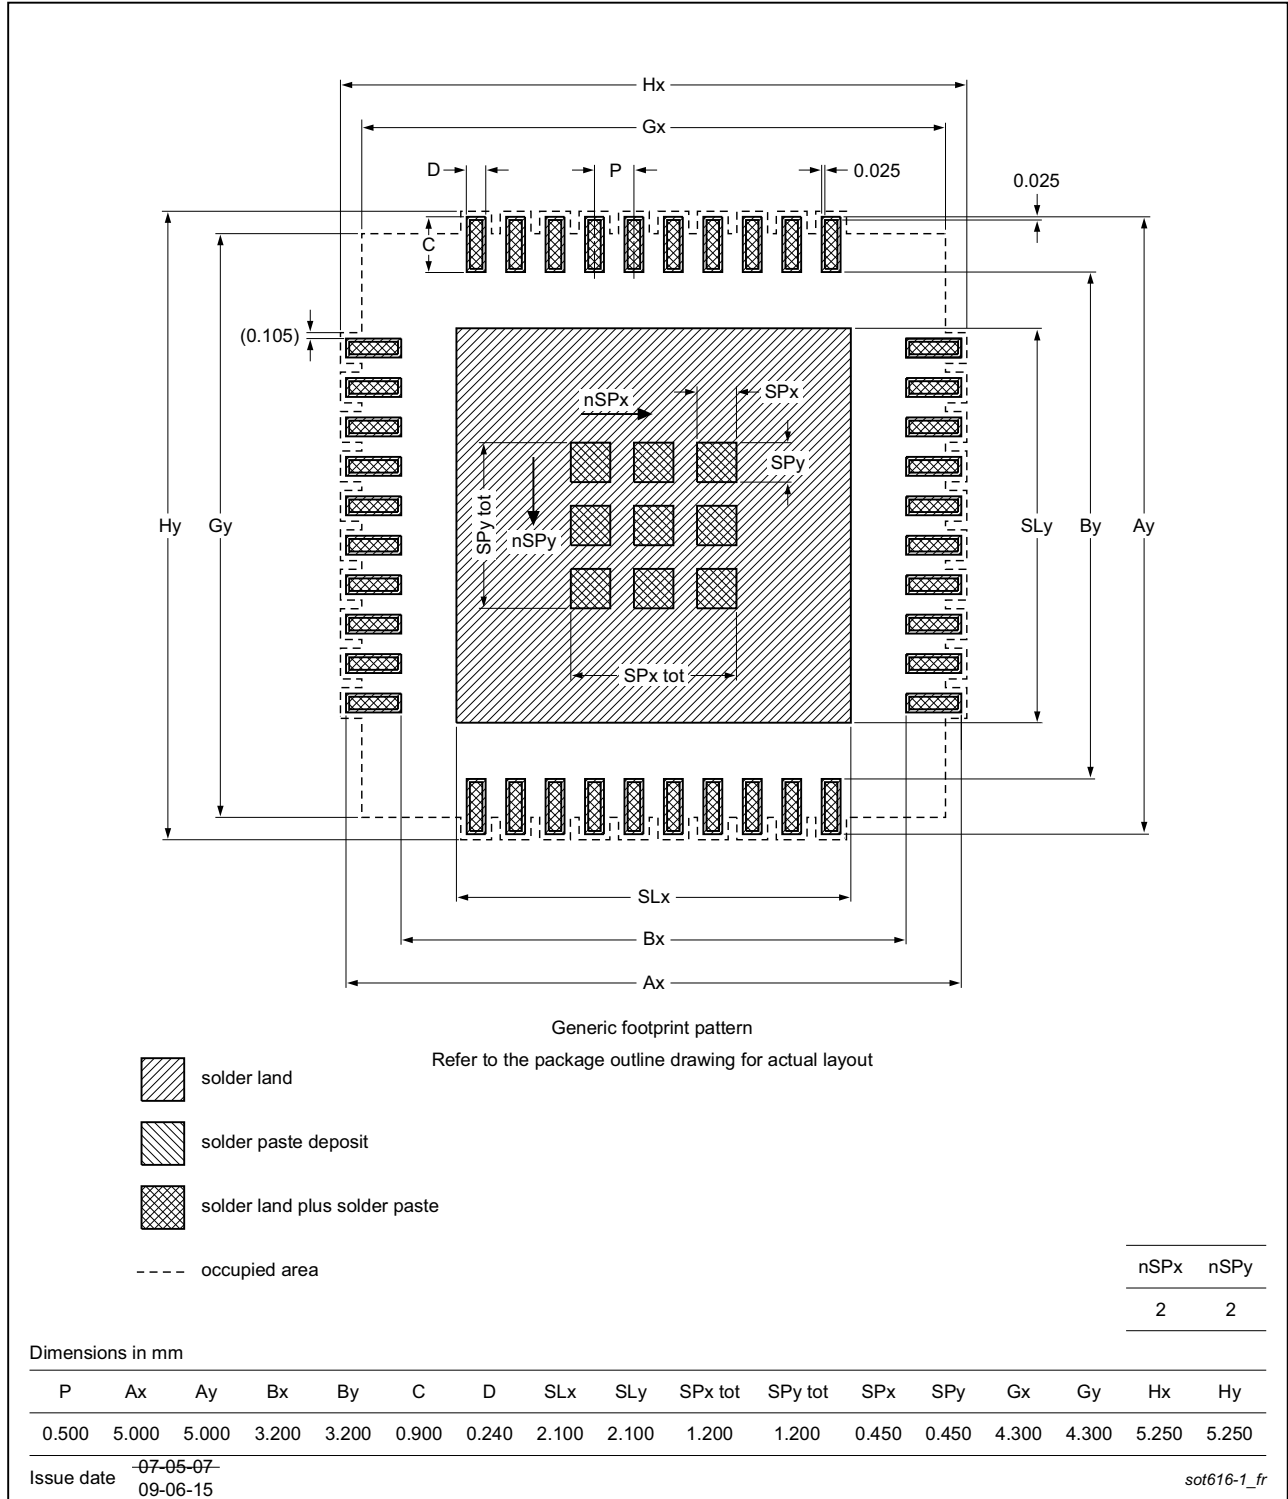 Hx
Gx
D
P
0.025
0.025
C
(0.105)
nSPx
SPx
SPy
SPy tot
nSPy
Hy
Gy
SLy
By
Ay
SPx tot
SLx
Bx
Ax
Generic footprint pattern
Refer to the package outline drawing for actual layout
solder land
solder paste deposit
solder land plus solder paste
occupied area
nSPx nSPy
2 2
Dimensions in mm
P Ax Ay Bx By C D SLx SLy SPx tot SPy tot SPx SPy Gx Gy Hx Hy
0.500 5.000 5.000 3.200 3.200 0.900 0.240 2.100 2.100 1.200 1.200 0.450 0.450 4.300 4.300 5.250 5.250
Issue date 07-05-07
09-06-15
sot616-1_fr